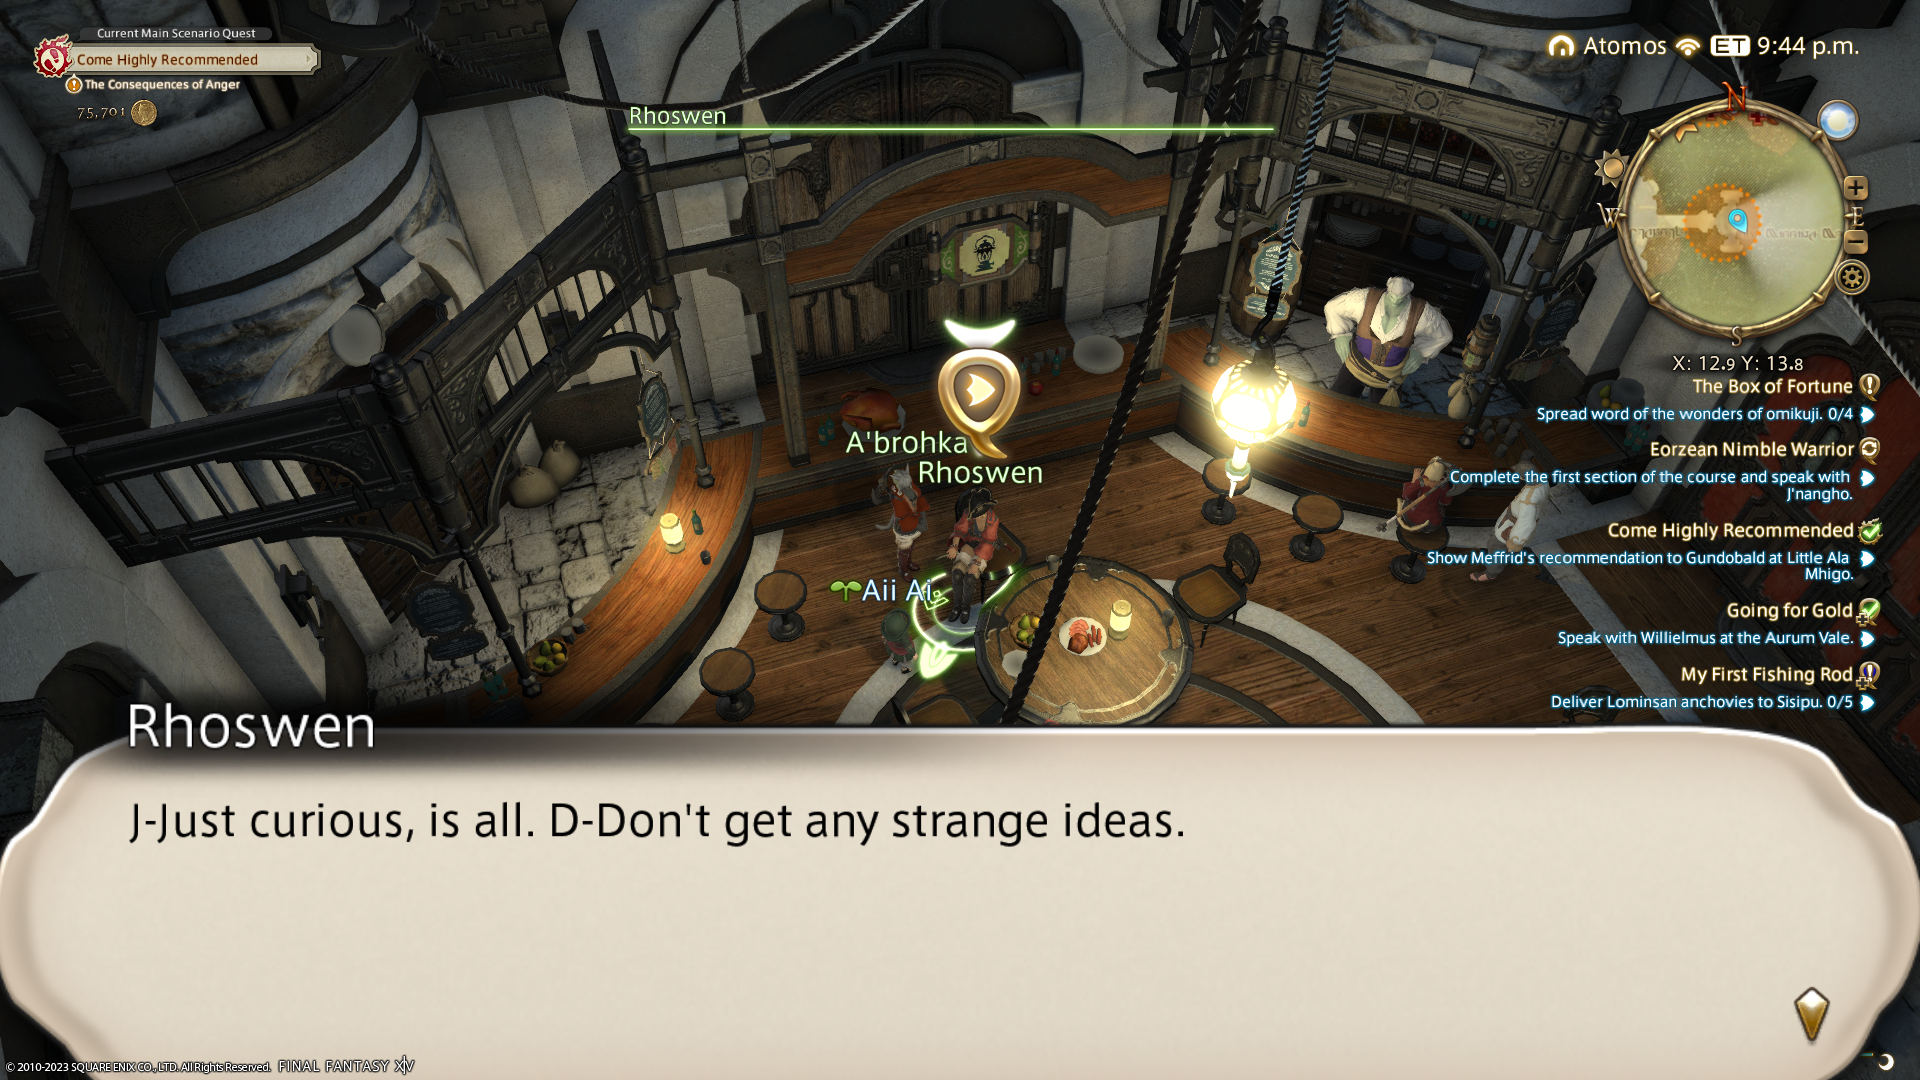 Current Main Scenario Quest
Come Highly Recommended
The Consequences of Anger
75,701
Atomos ET 9:44 p.m.
Rhoswen
N
W
E
S
X: 12.9 Y: 13.8
The Box of Fortune
Spread word of the wonders of omikuji. 0/4
Eorzean Nimble Warrior
Complete the first section of the course and speak with
J'nangho.
Come Highly Recommended
Show Meffrid's recommendation to Gundobald at Little Ala
Mhigo.
Going for Gold
Speak with Willielmus at the Aurum Vale.
My First Fishing Rod
Deliver Lominsan anchovies to Sisipu. 0/5
A'brohka
Rhoswen
Aii Ai
Rhoswen
J-Just curious, is all. D-Don't get any strange ideas.
© 2010-2023 SQUARE ENIX CO., LTD. All Rights Reserved. FINAL FANTASY XIV